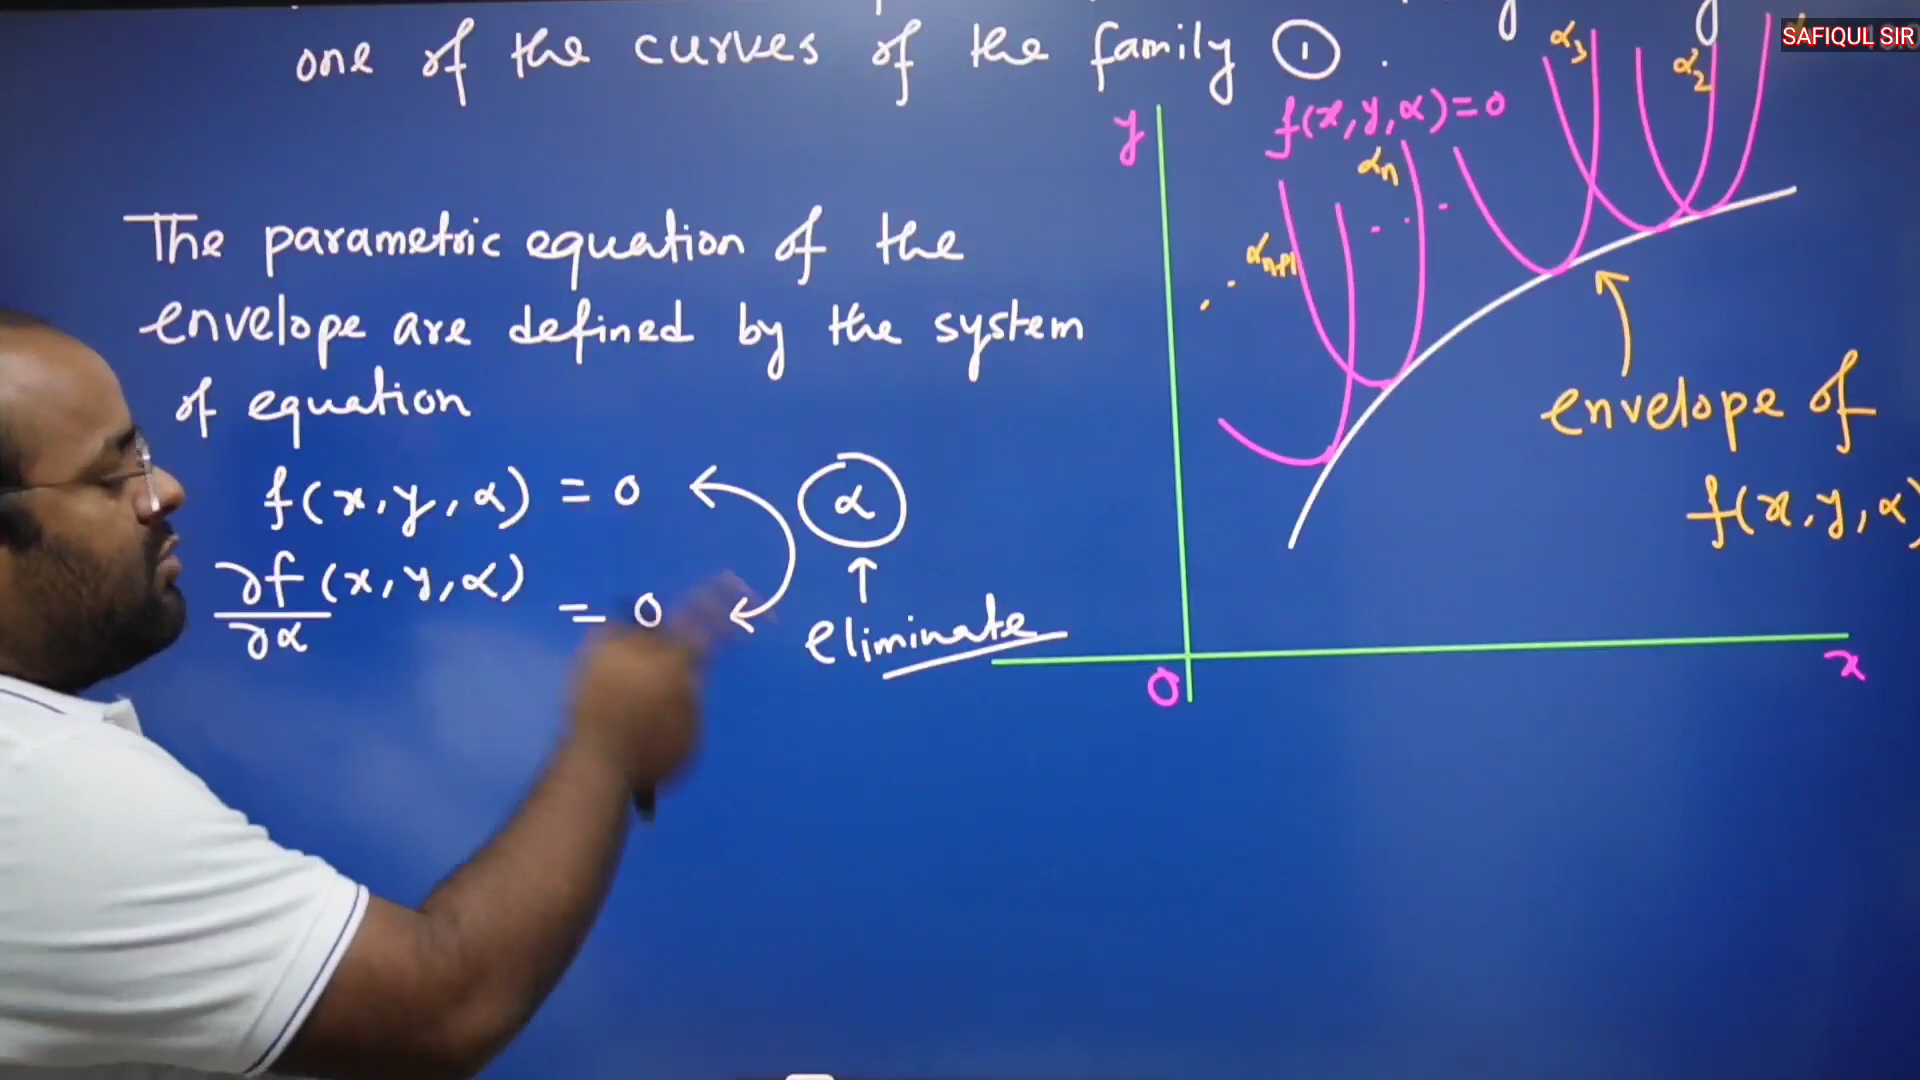 one of the curves of the family ①.
SAFIQUL SIR
The parametric equation of the
envelope are defined by the system
of equation
f(x, y, α) = 0
∂f(x, y, α)
∂α
= 0
α
↑
eliminate
y
f(x, y, α) = 0
α₃
α₂
αₙ
αₙ₊₁
envelope of
f(x, y, α)
0
x